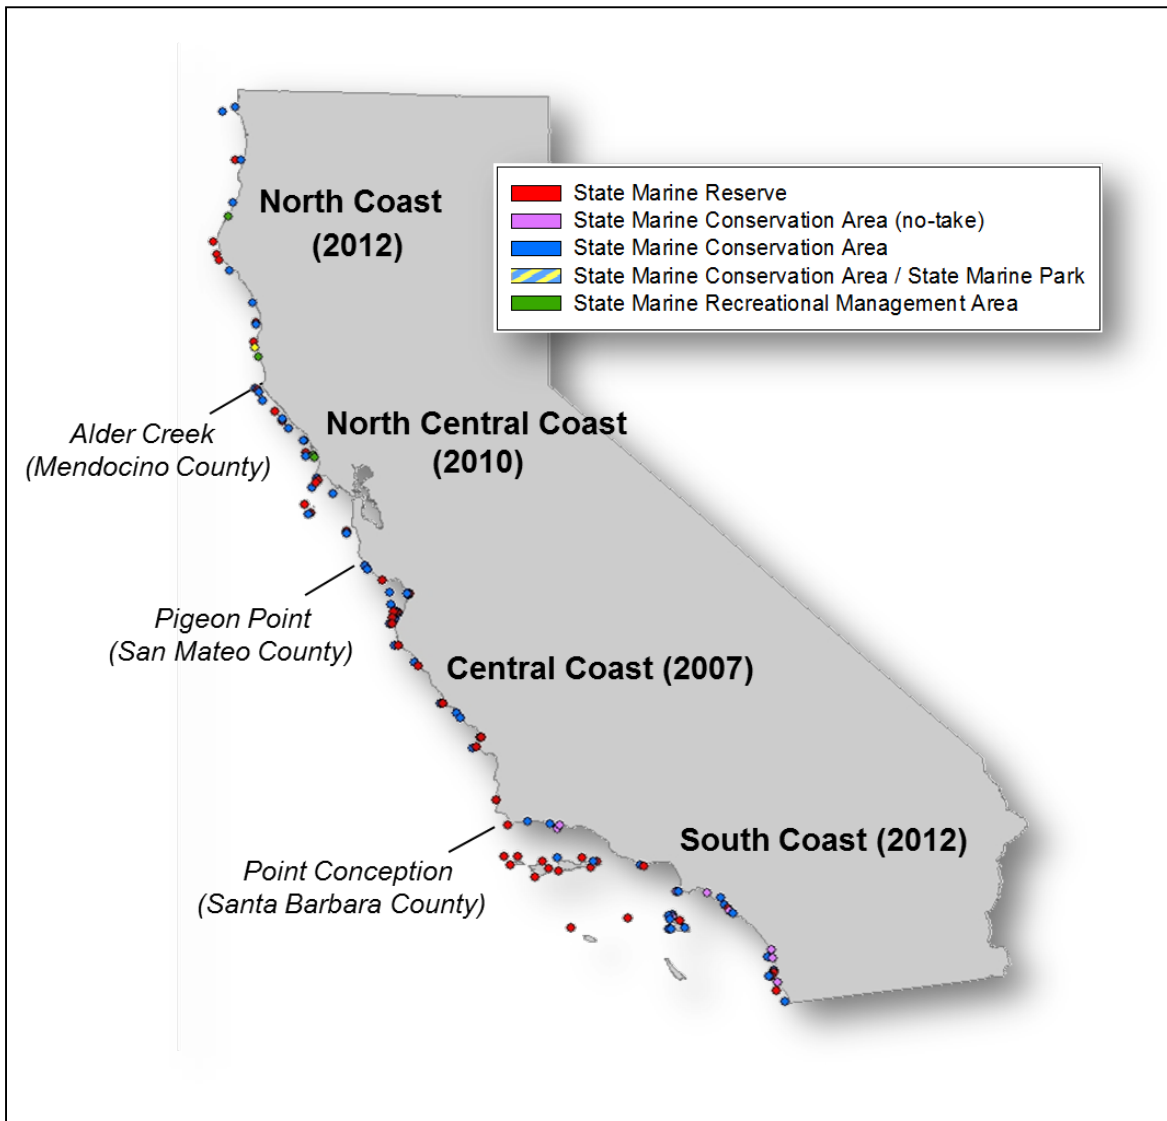 North Coast
(2012)
State Marine Reserve
State Marine Conservation Area (no-take)
State Marine Conservation Area
State Marine Conservation Area / State Marine Park
State Marine Recreational Management Area
Alder Creek
(Mendocino County)
North Central Coast
(2010)
Pigeon Point
(San Mateo County)
Central Coast (2007)
South Coast (2012)
Point Conception
(Santa Barbara County)